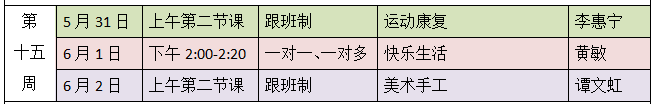 第十五周
5月31日 上午第二节课 跟班制 运动康复 李惠宁
6月1日 下午2:00-2:20 一对一、一对多 快乐生活 黄敏
6月2日 上午第二节课 跟班制 美术手工 谭文虹